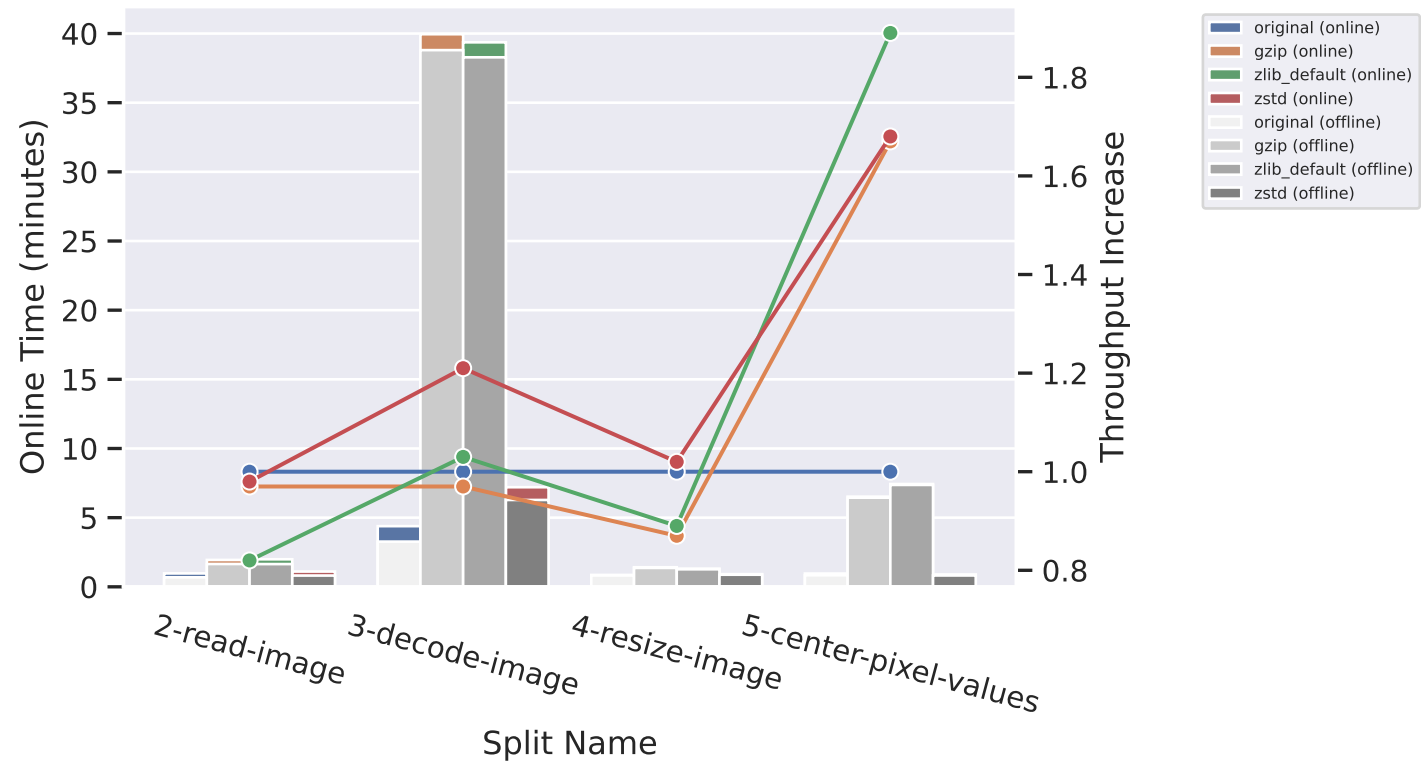 40
35
30
25
20
15
10
5
0
Online Time (minutes)
1.8
1.6
1.4
1.2
1.0
0.8
Throughput Increase
2-read-image
3-decode-image
4-resize-image
5-center-pixel-values
Split Name
original (online)
gzip (online)
zlib_default (online)
zstd (online)
original (offline)
gzip (offline)
zlib_default (offline)
zstd (offline)